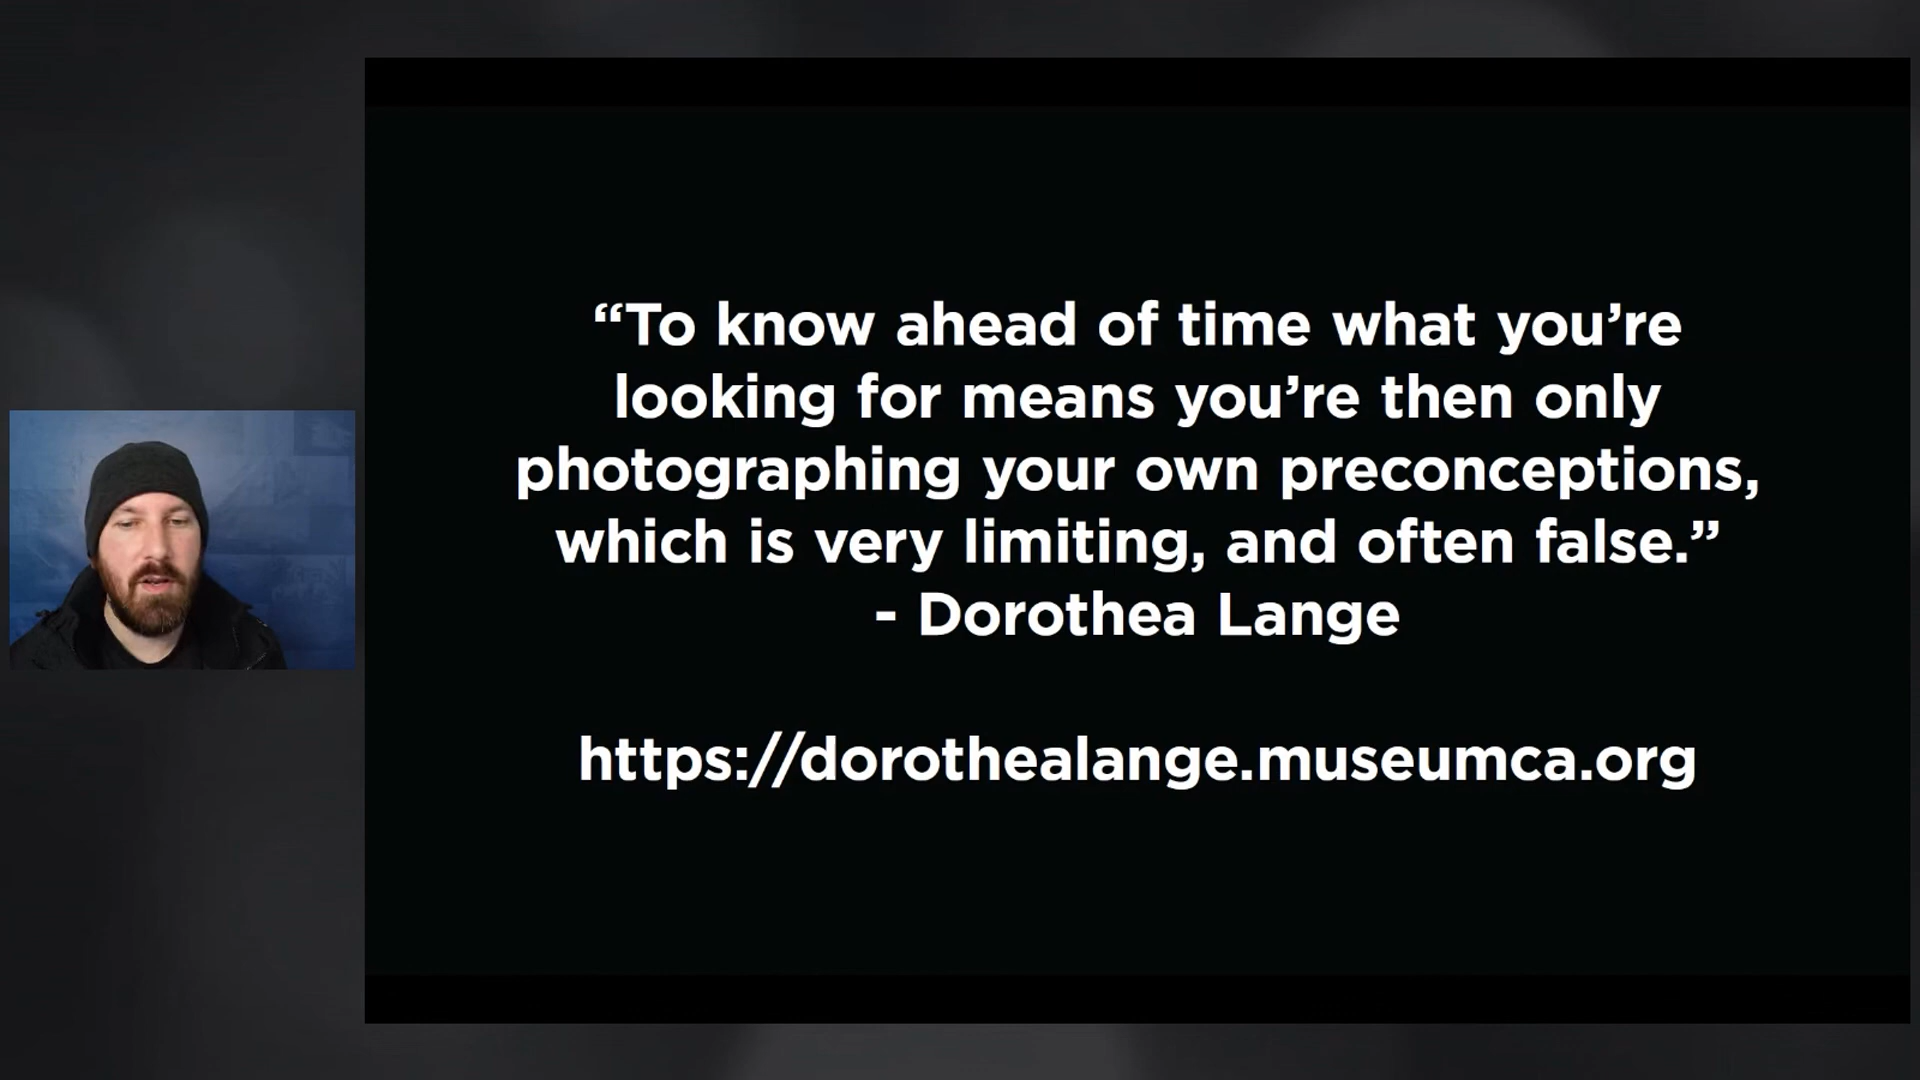 “To know ahead of time what you’re
looking for means you’re then only
photographing your own preconceptions,
which is very limiting, and often false.”
- Dorothea Lange
https://dorothealange.museumca.org